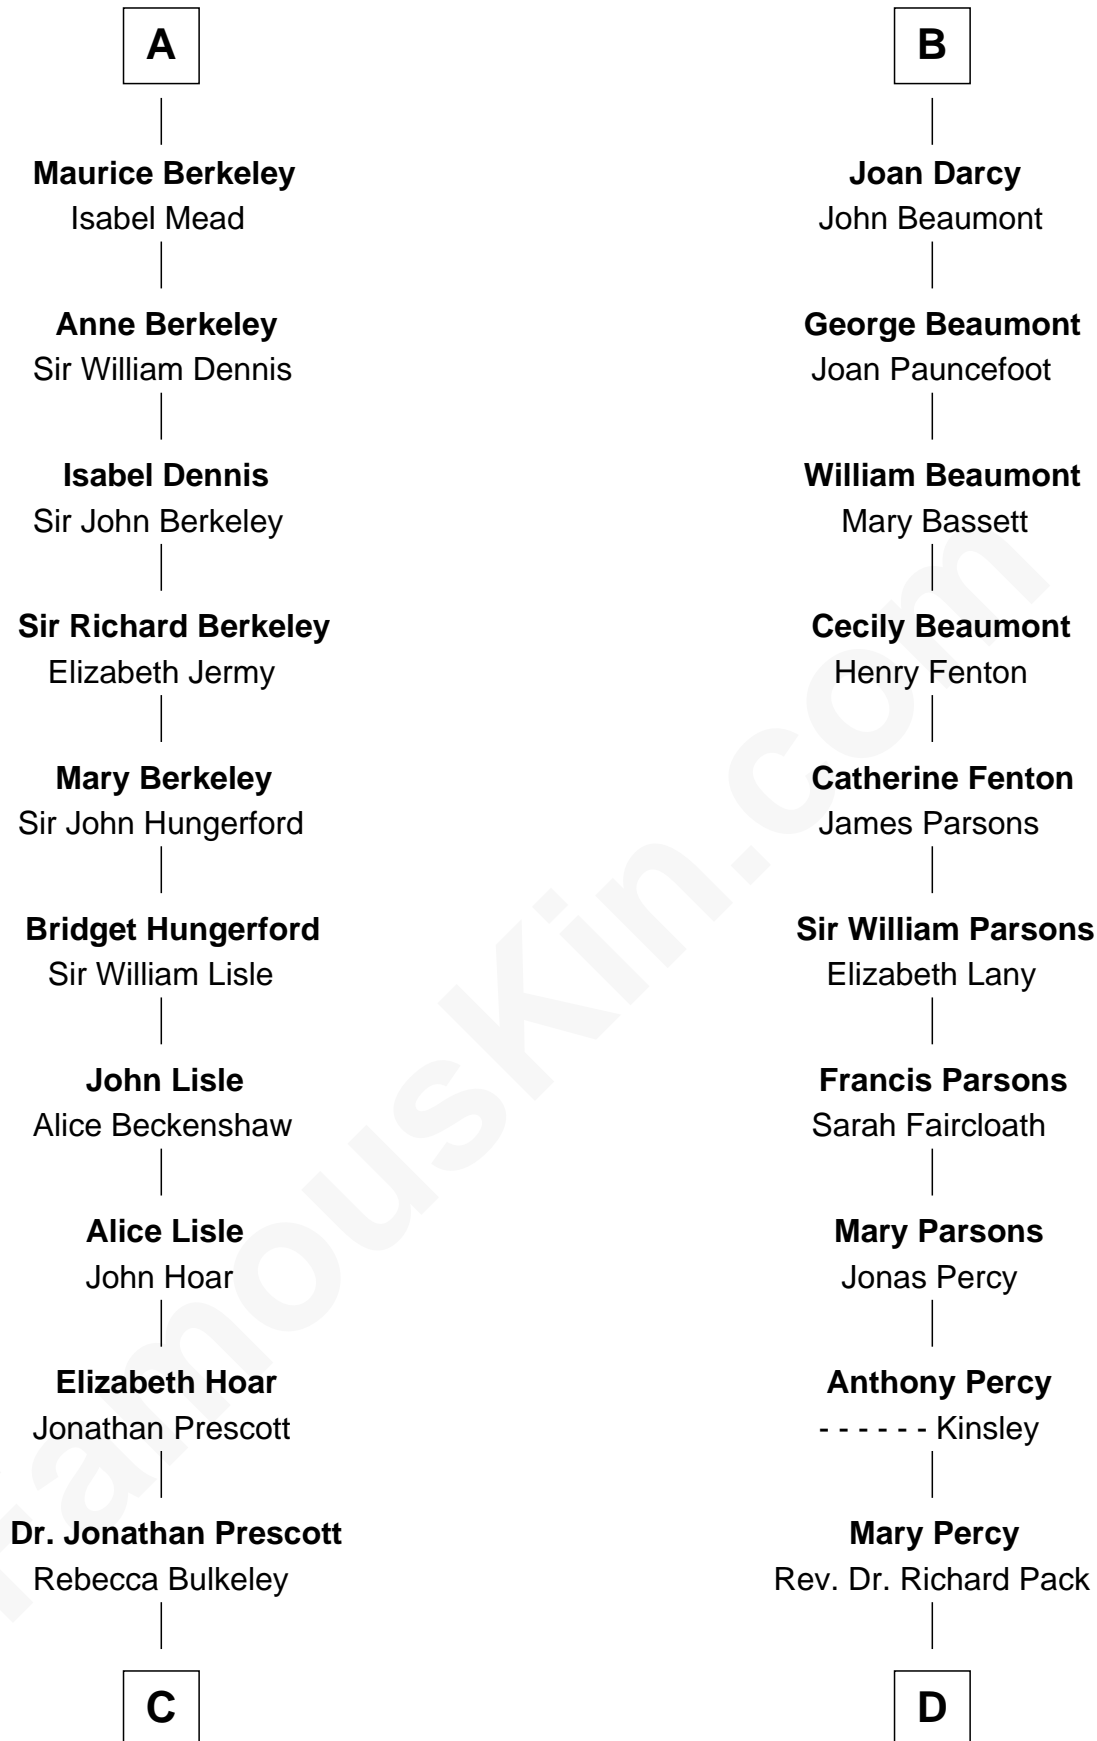 A
Maurice Berkeley
Isabel Mead
Anne Berkeley
Sir William Dennis
Isabel Dennis
Sir John Berkeley
Sir Richard Berkeley
Elizabeth Jermy
Mary Berkeley
Sir John Hungerford
Bridget Hungerford
Sir William Lisle
John Lisle
Alice Beckenshaw
Alice Lisle
John Hoar
Elizabeth Hoar
Jonathan Prescott
Dr. Jonathan Prescott
Rebecca Bulkeley
C
B
Joan Darcy
John Beaumont
George Beaumont
Joan Pauncefoot
William Beaumont
Mary Bassett
Cecily Beaumont
Henry Fenton
Catherine Fenton
James Parsons
Sir William Parsons
Elizabeth Lany
Francis Parsons
Sarah Faircloath
Mary Parsons
Jonas Percy
Anthony Percy
- - - - - - Kinsley
Mary Percy
Rev. Dr. Richard Pack
D
FamousKin.com